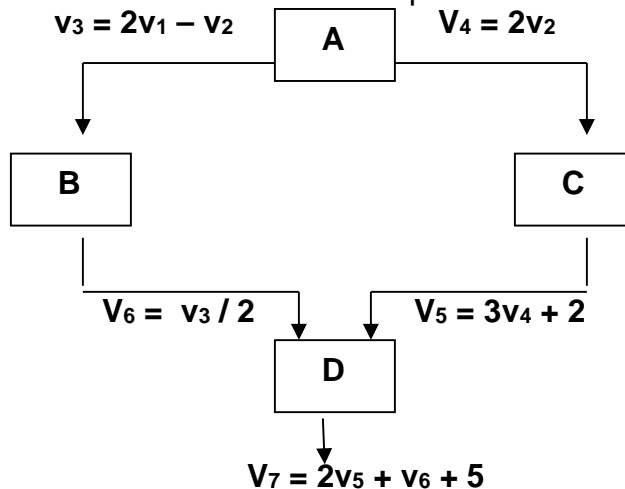 v₃ = 2v₁ – v₂ A V₄ = 2v₂
B C
V₆ = v₃ / 2 V₅ = 3v₄ + 2
D
V₇ = 2v₅ + v₆ + 5